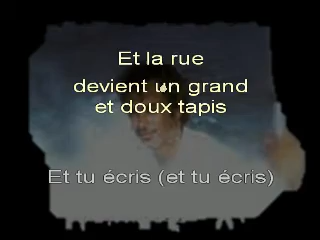 Et la rue
devient un grand
et doux tapis
Et tu écris (et tu écris)